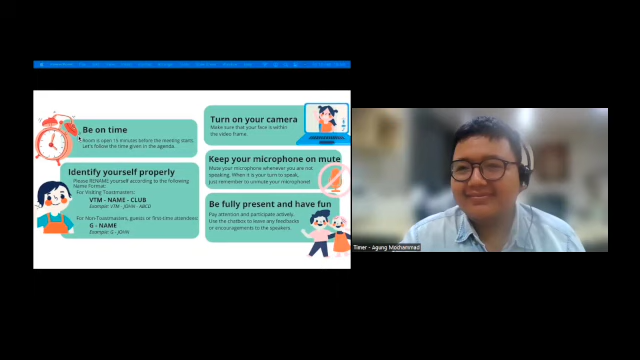 Be on time
Room is open 15 minutes before the meeting starts.
Let's follow the time given in the agenda.
Identify yourself properly
Please RENAME yourself according to the following
Name Format:
For Visiting Toastmasters:
VTM - NAME - CLUB
Example: VTM - JOHN - ABCD
For Non-Toastmasters, guests or first-time attendees:
G - NAME
Example: G - JOHN
Turn on your camera
Make sure that your face is within
the video frame.
Keep your microphone on mute
Mute your microphone whenever you are not
speaking. When it is your turn to speak,
Just remember to unmute your microphone!
Be fully present and have fun
Pay attention and participate actively.
Use the chatbox to leave any feedbacks
or encouragements to the speakers.
Timer - Agung Mochammad